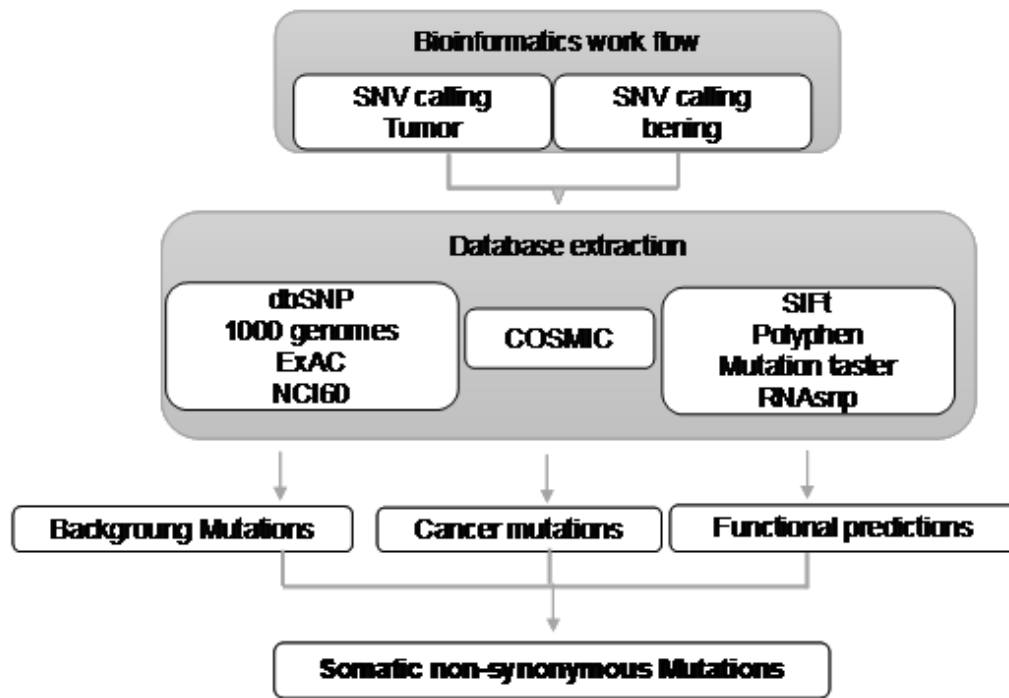 Bioinformatics work flow
SNV calling
Tumor
SNV calling
bening
Database extraction
dbSNP
1000 genomes
ExAC
NCI60
COSMIC
SIFt
Polyphen
Mutation taster
RNAsnp
Backgroung Mutations
Cancer mutations
Functional predictions
Somatic non-synonymous Mutations